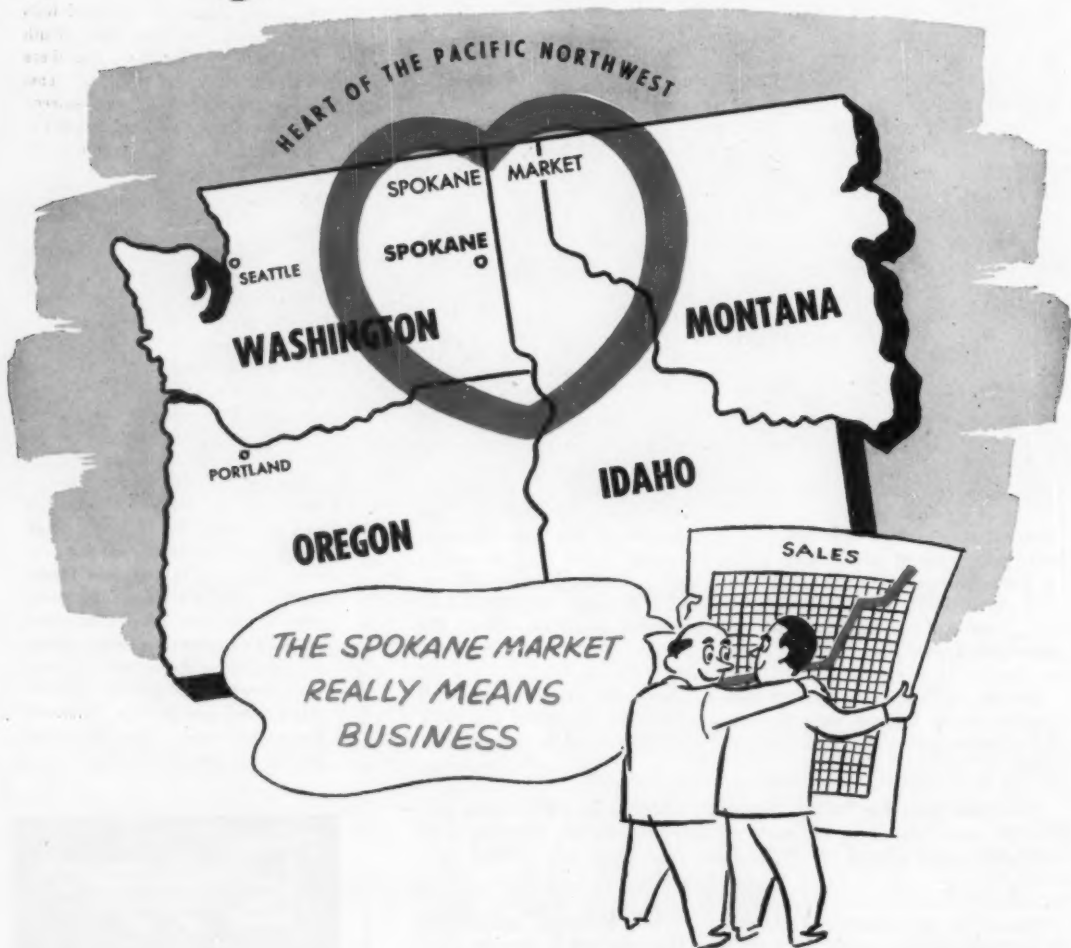 HEART OF THE PACIFIC NORTHWEST
SPOKANE MARKET
SPOKANE
SEATTLE
WASHINGTON
MONTANA
PORTLAND
IDAHO
OREGON
SALES
THE SPOKANE MARKET
REALLY MEANS
BUSINESS